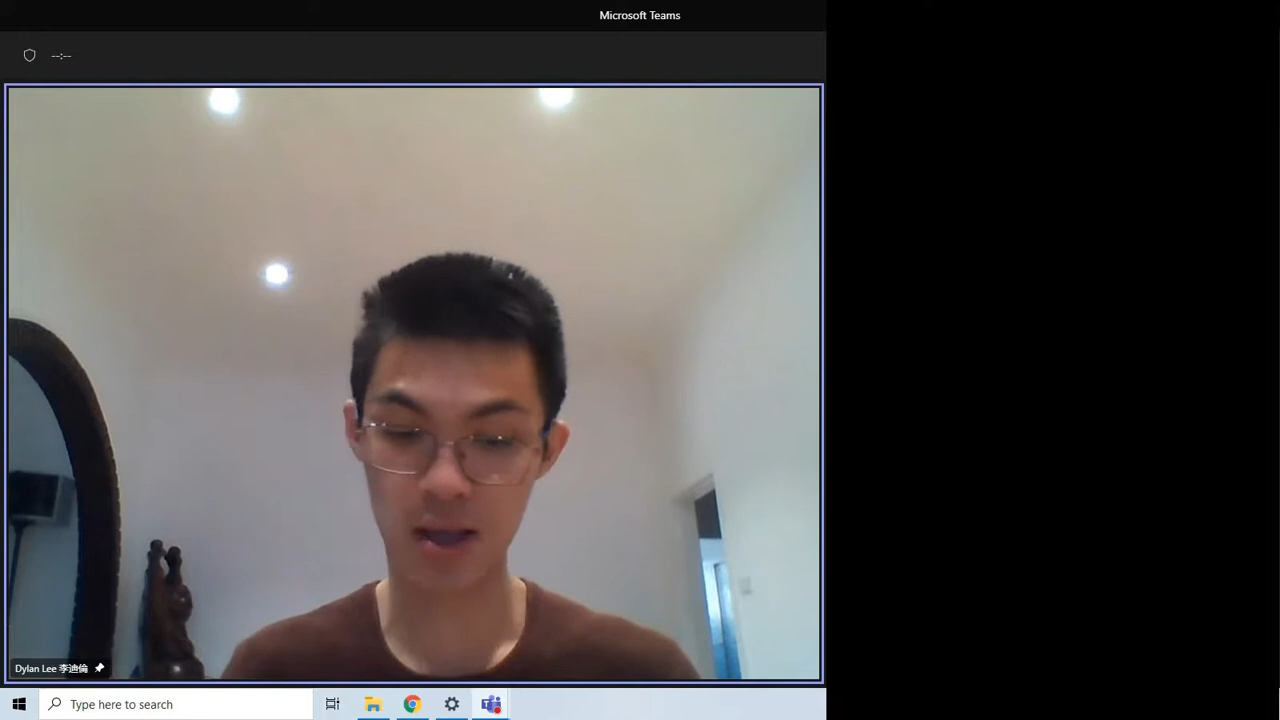 Microsoft Teams
--:--
Dylan Lee 李迪倫
Type here to search